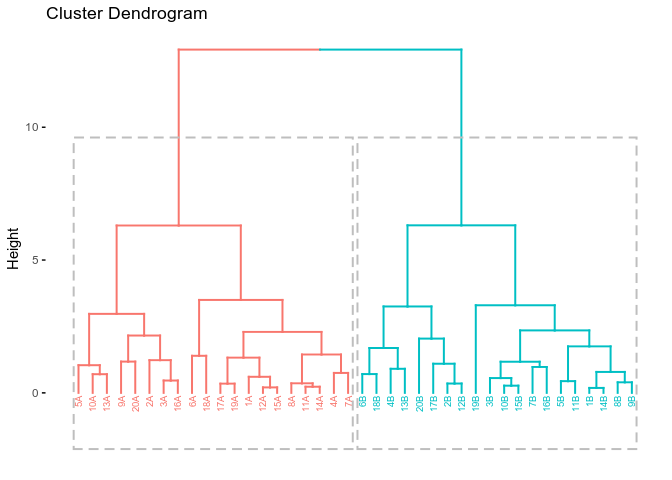 Cluster Dendrogram
Height
10
5
0
5A 10A 13A 9A 20A 2A 3A 16A 6A 18A 17A 19A 1A 12A 15A 8A 11A 14A 4A 7A 6B 18B 4B 13B 20B 17B 2B 12B 19B 3B 10B 15B 7B 16B 5B 11B 1B 14B 8B 9B